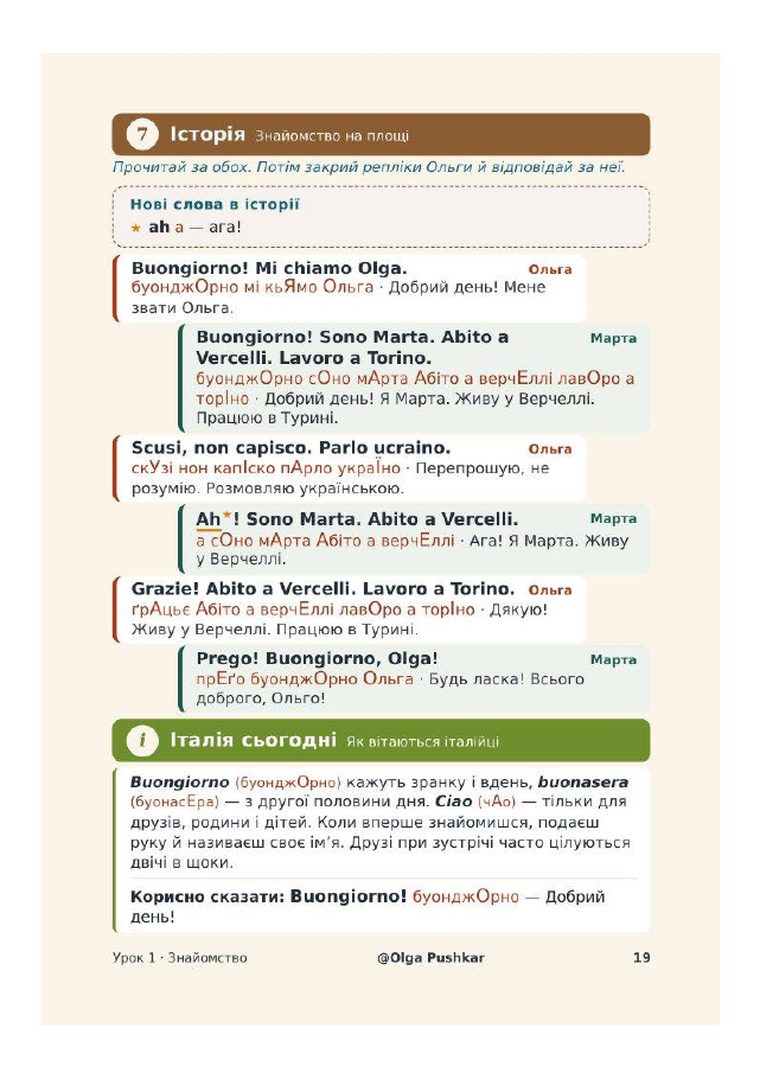 7 Історія Знайомство на площі
Прочитай за обох. Потім закрий репліки Ольги й відповідай за неї.
Нові слова в історії
★ ah а — ага!
Buongiorno! Mi chiamo Olga. Ольга
буонджОрно мі кьЯмо Ольга · Добрий день! Мене
звати Ольга.
Buongiorno! Sono Marta. Abito a Марта
Vercelli. Lavoro a Torino.
буонджОрно сОно мАрта Абіто а верчЕллі лавОро а
торІно · Добрий день! Я Марта. Живу у Верчеллі.
Працюю в Турині.
Scusi, non capisco. Parlo ucraino. Ольга
скУзі нон капІско пАрло украЇно · Перепрошую, не
розумію. Розмовляю українською.
Ah★! Sono Marta. Abito a Vercelli. Марта
а сОно мАрта Абіто а верчЕллі · Ага! Я Марта. Живу
у Верчеллі.
Grazie! Abito a Vercelli. Lavoro a Torino. Ольга
ґрАцьє Абіто а верчЕллі лавОро а торІно · Дякую!
Живу у Верчеллі. Працюю в Турині.
Prego! Buongiorno, Olga! Марта
прЕґо буонджОрно Ольга · Будь ласка! Всього
доброго, Ольго!
i Італія сьогодні Як вітаються італійці
Buongiorno (буонджОрно) кажуть зранку і вдень, buonasera
(буонасЕра) — з другої половини дня. Ciao (чАо) — тільки для
друзів, родини і дітей. Коли вперше знайомишся, подаєш
руку й називаєш своє ім’я. Друзі при зустрічі часто цілуються
двічі в щоки.
Корисно сказати: Buongiorno! буонджОрно — Добрий
день!
Урок 1 · Знайомство @Olga Pushkar 19